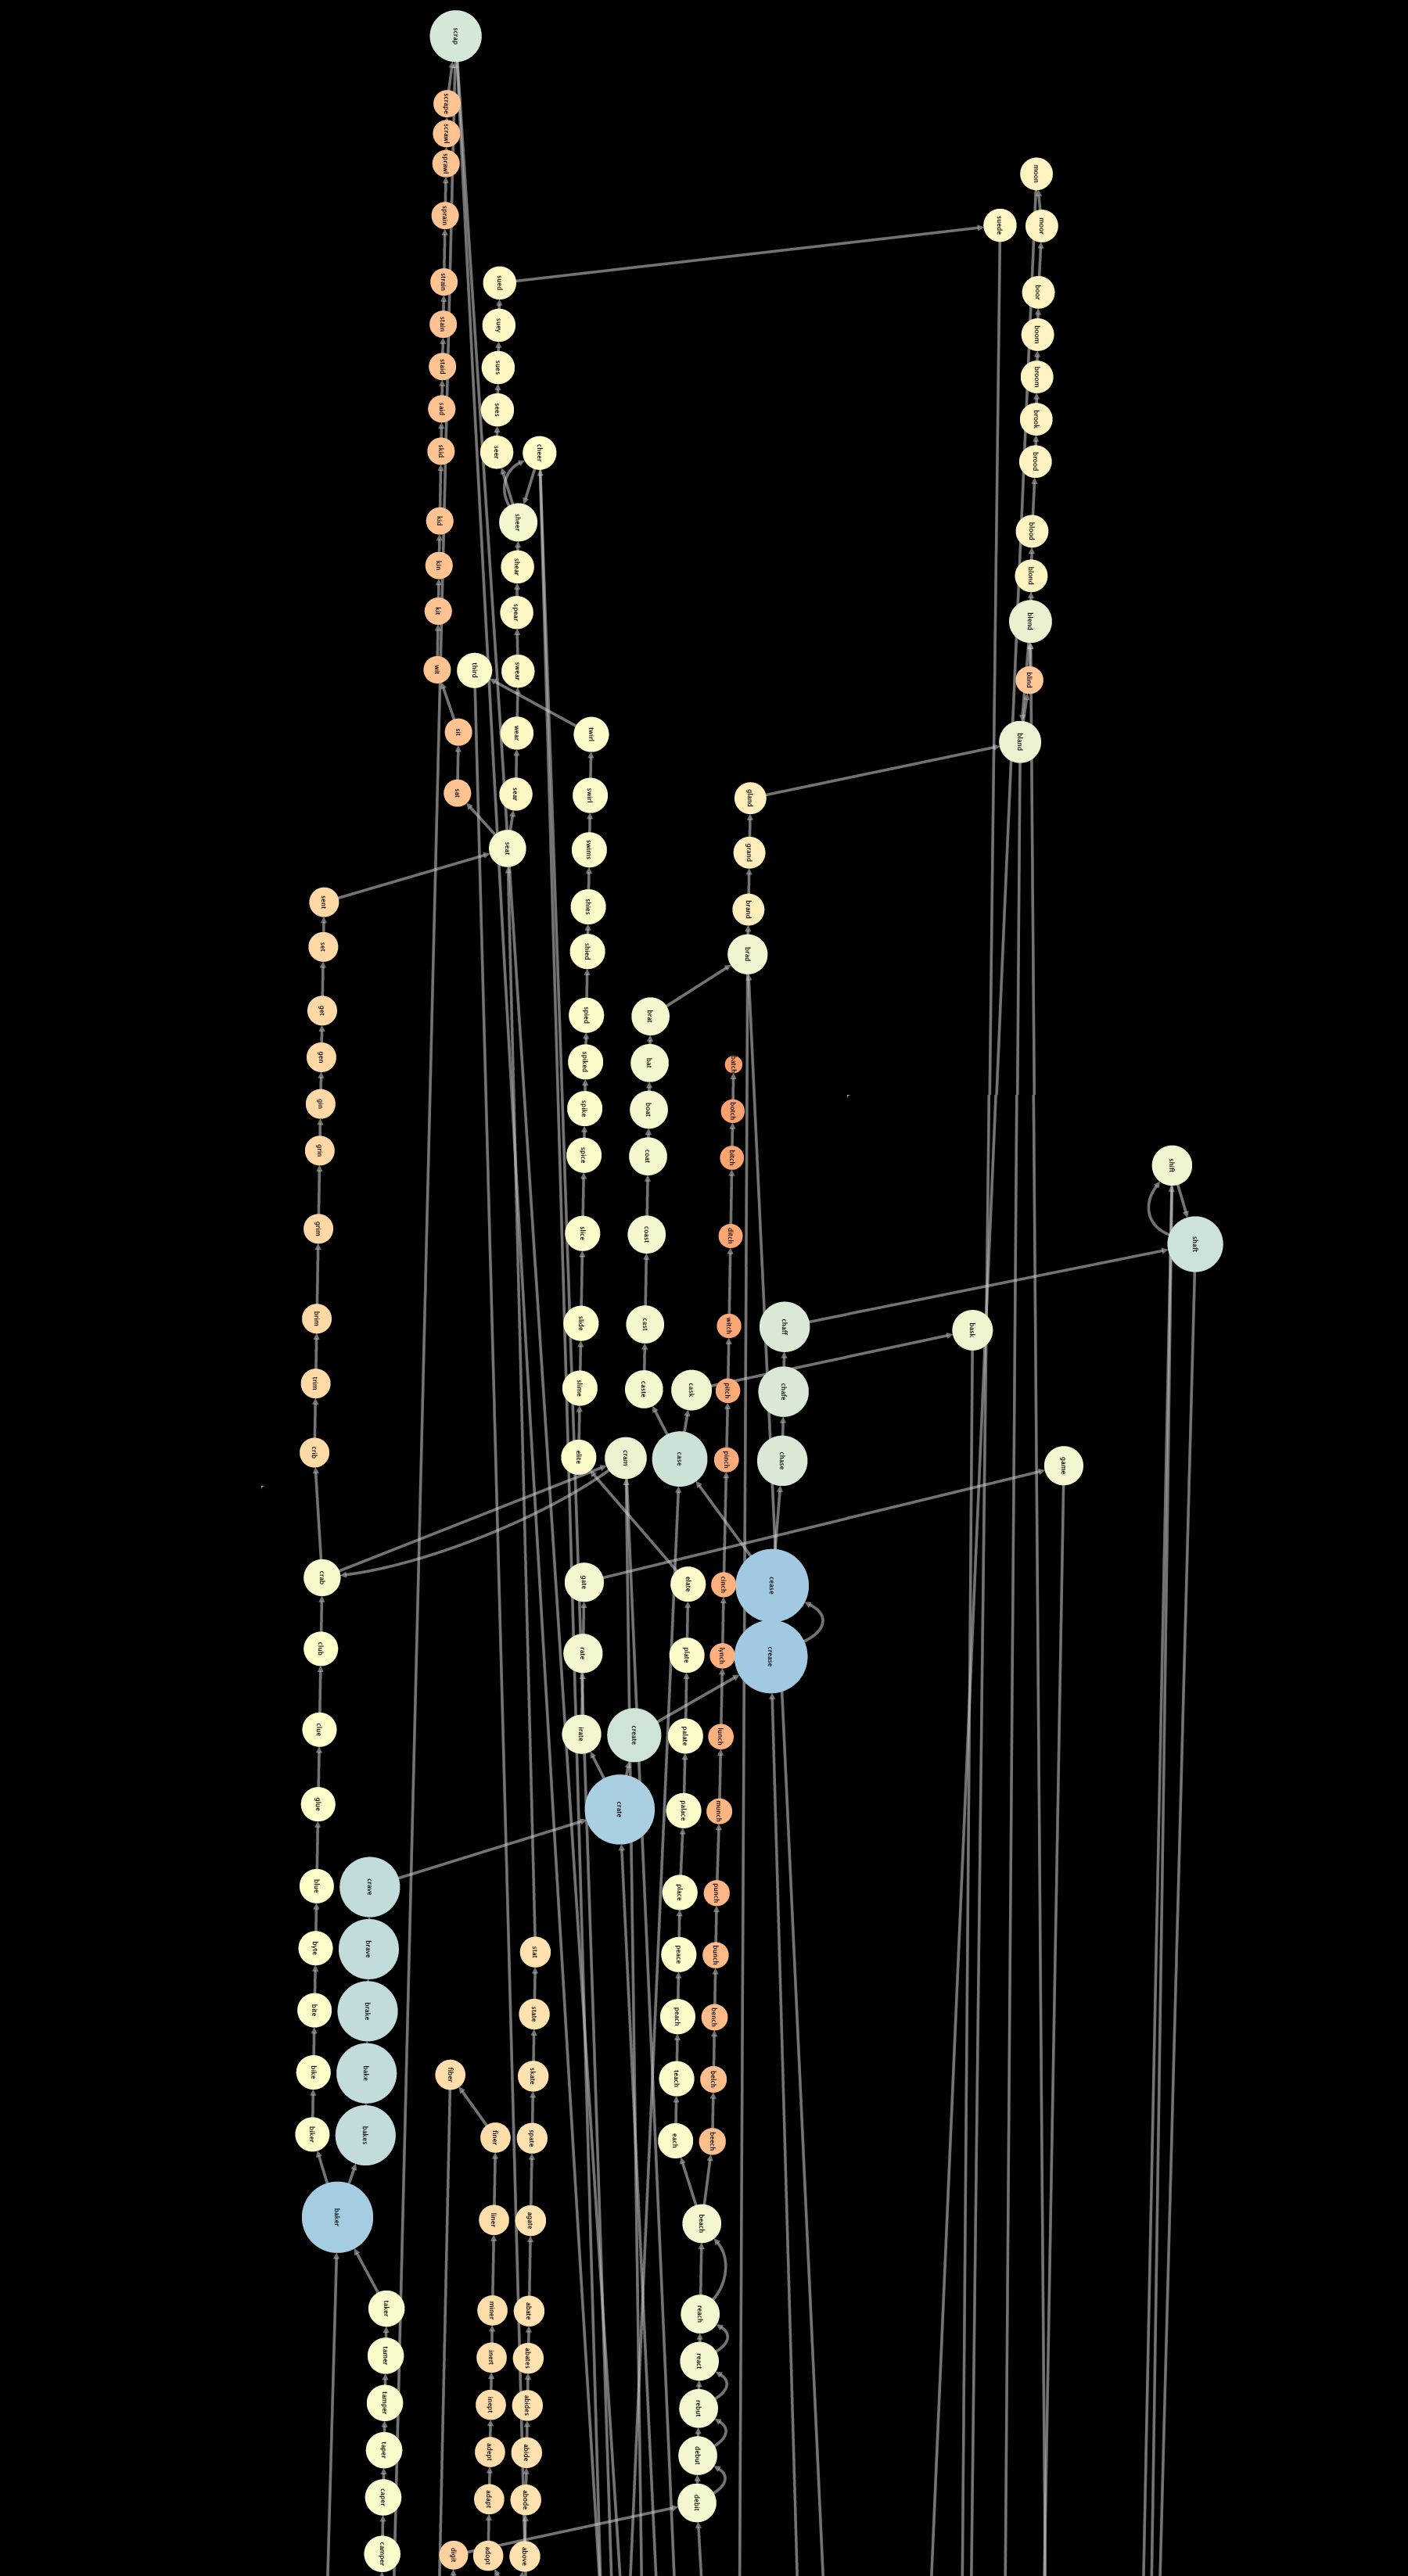 scrap
scrape
scrawl
sprawl
moon
sprain
suede
moor
strain
sued
boor
stain
suey
boom
staid
sues
broom
said
sees
brook
skid
seer
cheer
brood
kid
sheer
blood
kin
shear
blond
kit
spear
blend
wit
third
swear
blind
sit
wear
twirl
bland
sat
sear
swirl
gland
seat
swims
grand
sent
shies
brand
set
shied
brad
get
spied
brat
gen
spiked
bat
batch
gin
spike
boat
botch
grin
spice
coat
bitch
shift
grim
slice
coast
ditch
shaft
brim
slide
cast
witch
chaff
bask
trim
slime
caste
cask
pitch
chafe
crib
elite
cram
case
pinch
chase
game
crab
gate
elate
cinch
cease
club
rate
plate
lynch
crease
clue
irate
create
palate
lunch
glue
crate
palace
munch
blue
crave
place
punch
byte
brave
stat
peace
bunch
bite
brake
state
peach
bench
bike
bake
fiber
skate
teach
belch
biker
bakes
finer
spate
each
beech
baker
liner
agate
beach
taker
miner
abate
reach
tamer
inert
abates
react
tamper
inept
abides
rebut
taper
adept
abide
debut
caper
adapt
abode
debit
camper
digit
adopt
above